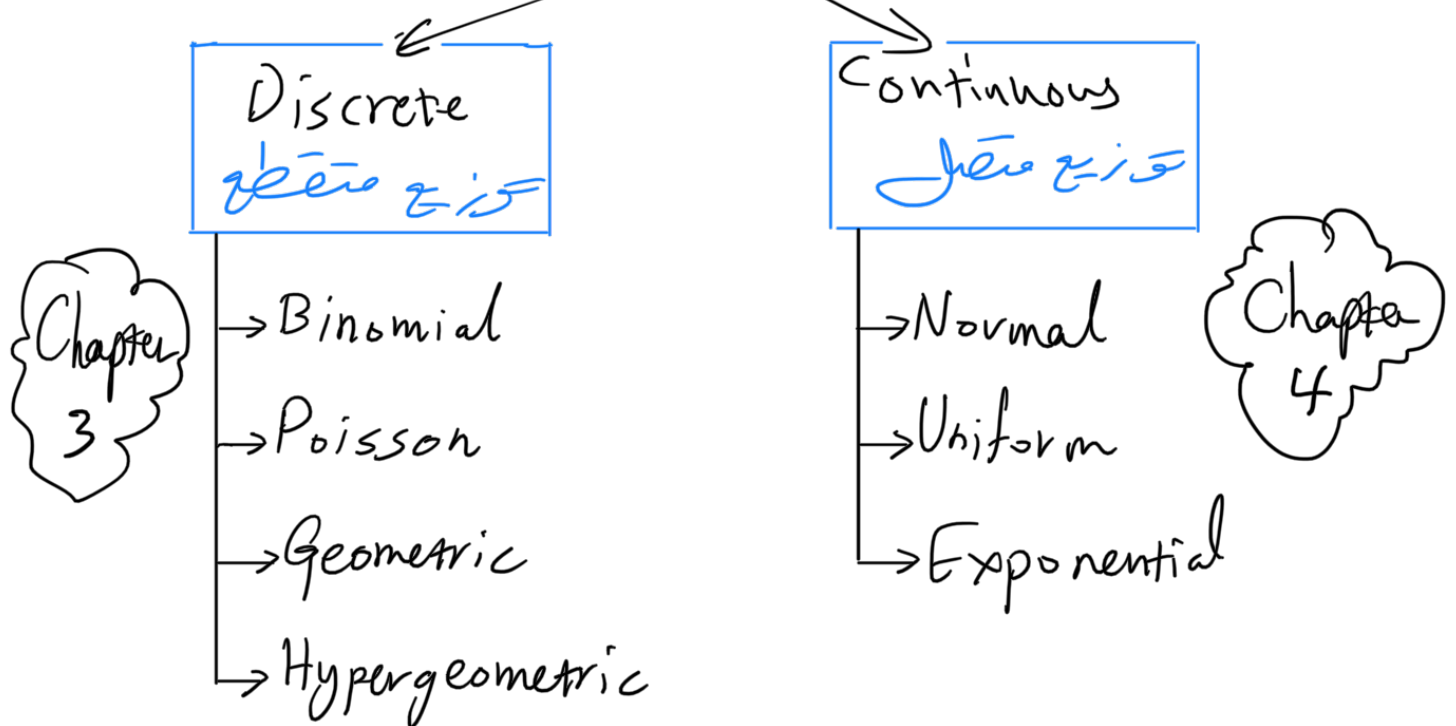 Discrete
توزيع متقطع
Continuous
توزيع متصل
Chapter
3
Binomial
Poisson
Geometric
Hypergeometric
Normal
Uniform
Exponential
Chapter
4